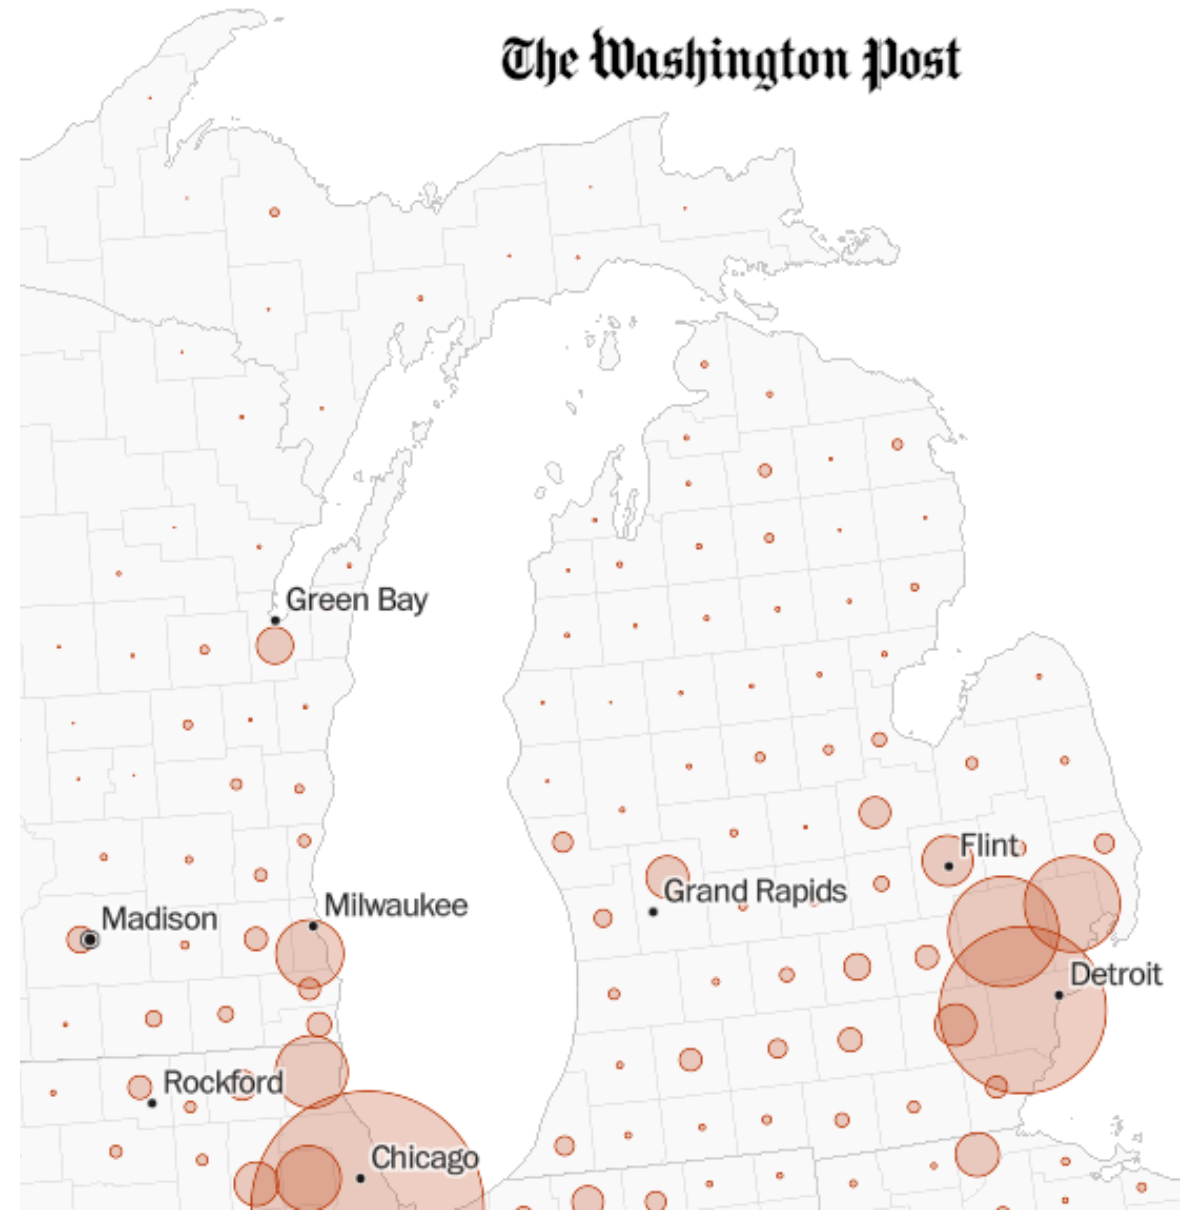 The Washington Post
Green Bay
Flint
Grand Rapids
Milwaukee
Madison
Detroit
Rockford
Chicago